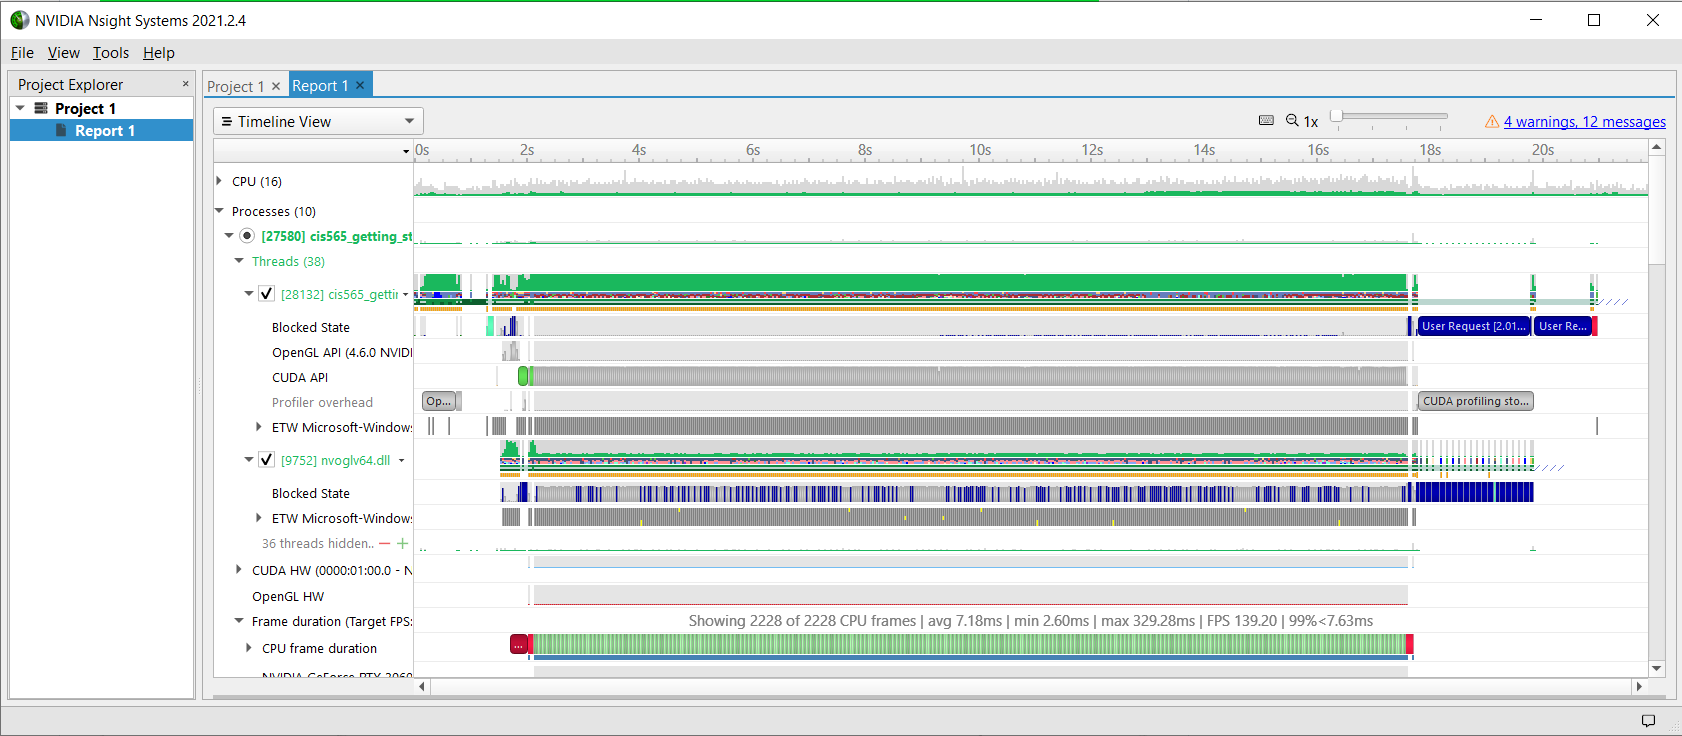 NVIDIA Nsight Systems 2021.2.4
File View Tools Help
Project Explorer ×
Project 1
Report 1
Project 1 × Report 1 ×
Timeline View
1x
4 warnings, 12 messages
0s 2s 4s 6s 8s 10s 12s 14s 16s 18s 20s
CPU (16)
Processes (10)
[27580] cis565_getting_st
Threads (38)
[28132] cis565_gettir
Blocked State
User Request [2.01... User Re...
OpenGL API (4.6.0 NVIDI
CUDA API
Profiler overhead
Op... CUDA profiling sto...
ETW Microsoft-Window:
[9752] nvoglv64.dll
Blocked State
ETW Microsoft-Window:
36 threads hidden..
CUDA HW (0000:01:00.0 - N
OpenGL HW
Frame duration (Target FPS:
Showing 2228 of 2228 CPU frames | avg 7.18ms | min 2.60ms | max 329.28ms | FPS 139.20 | 99%<7.63ms
CPU frame duration
...
NVIDIA GeForce RTX 3060